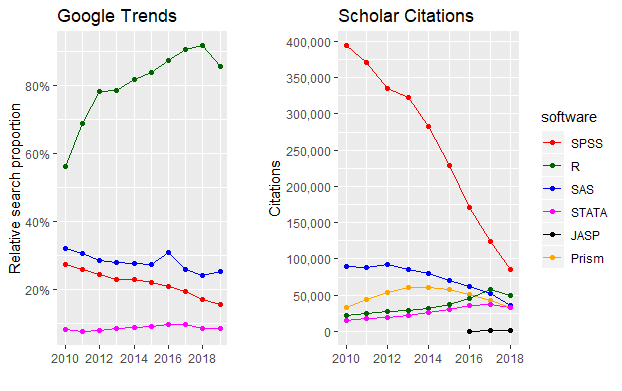 Google Trends
Relative search proportion
80%
60%
40%
20%
2010 2012 2014 2016 2018
Scholar Citations
Citations
400,000
350,000
300,000
250,000
200,000
150,000
100,000
50,000
0
2010 2012 2014 2016 2018
software
SPSS
R
SAS
STATA
JASP
Prism